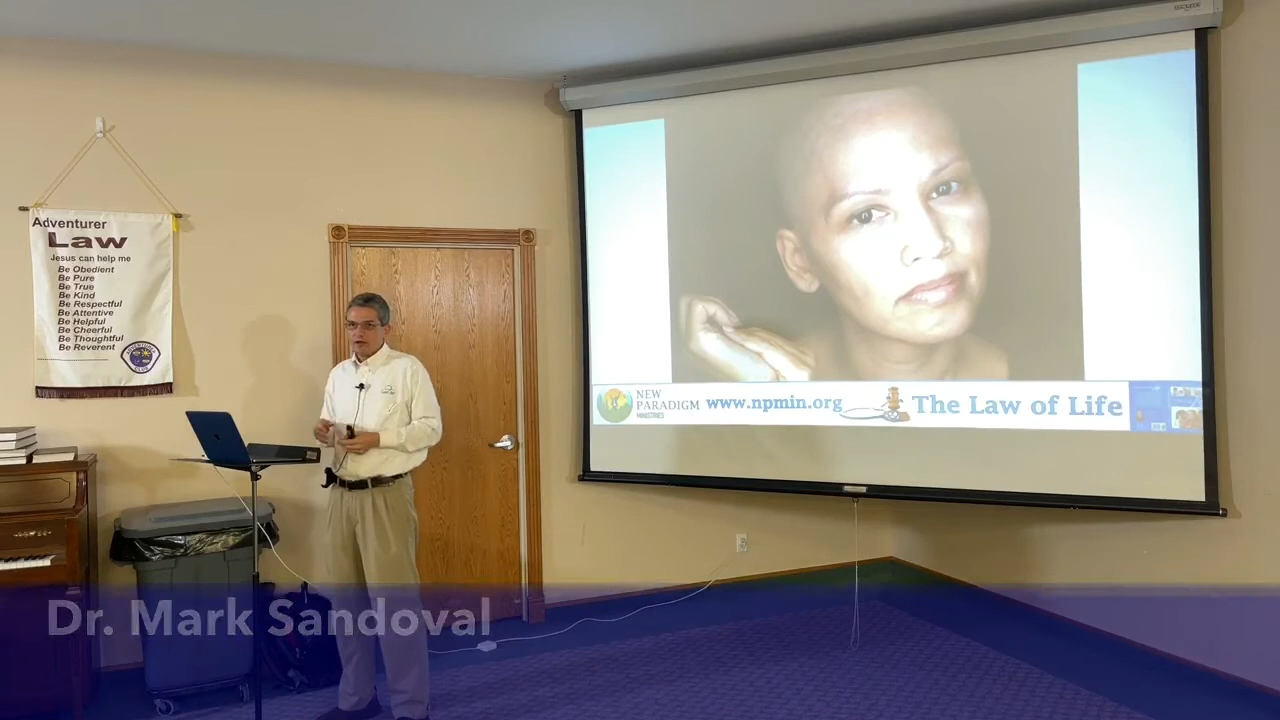 Adventurer
Law
Jesus can help me
Be Obedient
Be Pure
Be True
Be Kind
Be Respectful
Be Attentive
Be Helpful
Be Cheerful
Be Thoughtful
Be Reverent
NEW
PARADIGM
MINISTRIES
www.npmin.org
The Law of Life
Dr. Mark Sandoval